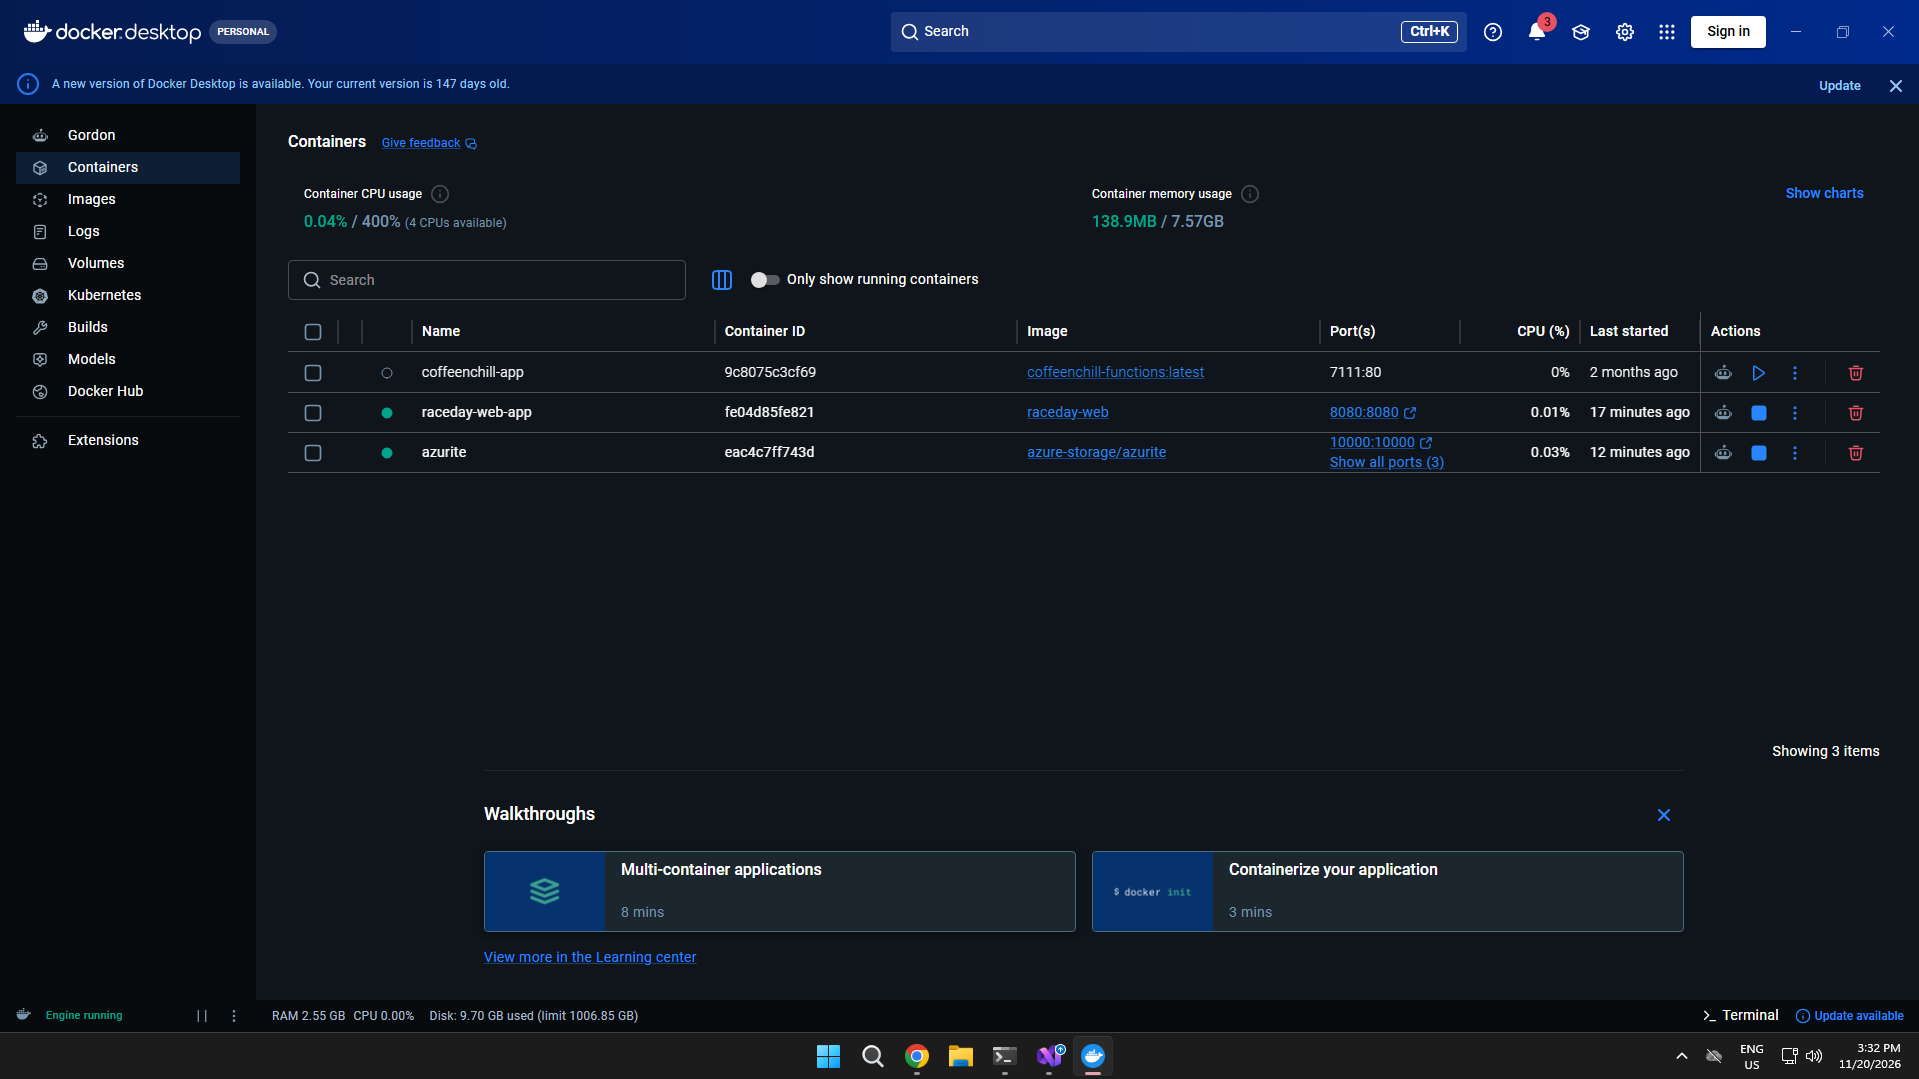 docker desktop PERSONAL
Search Ctrl+K
3
Sign in
A new version of Docker Desktop is available. Your current version is 147 days old.
Update
Gordon
Containers
Images
Logs
Volumes
Kubernetes
Builds
Models
Docker Hub
Extensions
Containers Give feedback
Container CPU usage
0.04% / 400% (4 CPUs available)
Container memory usage
138.9MB / 7.57GB
Show charts
Search
Only show running containers
Name Container ID Image Port(s) CPU (%) Last started Actions
coffeenchill-app 9c8075c3cf69 coffeenchill-functions:latest 7111:80 0% 2 months ago
raceday-web-app fe04d85fe821 raceday-web 8080:8080 0.01% 17 minutes ago
azurite eac4c7ff743d azure-storage/azurite 10000:10000 0.03% 12 minutes ago
Show all ports (3)
Showing 3 items
Walkthroughs
Multi-container applications
8 mins
$ docker init
Containerize your application
3 mins
View more in the Learning center
Engine running
RAM 2.55 GB CPU 0.00% Disk: 9.70 GB used (limit 1006.85 GB)
Terminal
Update available
ENG
US
3:32 PM
11/20/2026